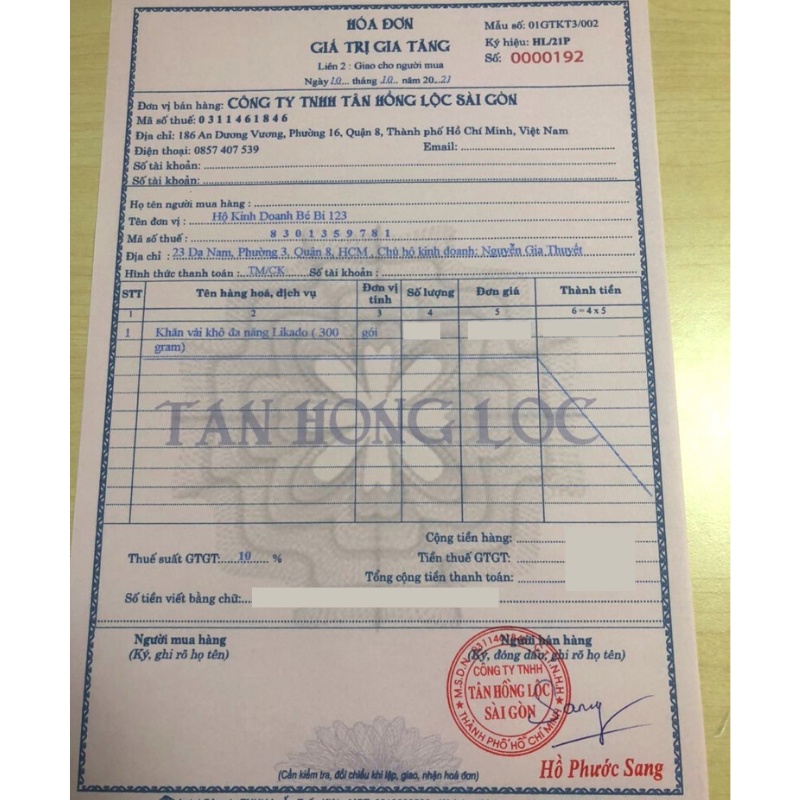 HÓA ĐƠN
GIÁ TRỊ GIA TĂNG
Liên 2 : Giao cho người mua
Ngày 10 tháng 10 năm 20 21
Mẫu số: 01GTKT3/002
Ký hiệu: HL/21P
Số: 0000192
Đơn vị bán hàng: CÔNG TY TNHH TÂN HỒNG LỘC SÀI GÒN
Mã số thuế: 0311461846
Địa chỉ: 186 An Dương Vương, Phường 16, Quận 8, Thành phố Hồ Chí Minh, Việt Nam
Điện thoại: 0857 407 539 Email:
Số tài khoản:
Số tài khoản:
Họ tên người mua hàng :
Tên đơn vị : Hộ Kinh Doanh Bé Bi 123
Mã số thuế : 8301359781
Địa chỉ : 23 Dạ Nam, Phường 3, Quận 8, HCM , Chủ hộ kinh doanh: Nguyễn Gia Thuyết
Hình thức thanh toán: TM/CK Số tài khoản :
STT Tên hàng hoá, dịch vụ Đơn vị tính Số lượng Đơn giá Thành tiền
1 2 3 4 5 6 = 4 x 5
1 Khăn vải khô đa năng Likado ( 300 gói
gram)
TAN HONG LOC
Cộng tiền hàng:
Thuế suất GTGT: 10 % Tiền thuế GTGT:
Tổng cộng tiền thanh toán:
Số tiền viết bằng chữ:
Người mua hàng
(Ký, ghi rõ họ tên)
Người bán hàng
(Ký, đóng dấu, ghi rõ họ tên)
CÔNG TY TNHH
TÂN HỒNG LỘC
SÀI GÒN
THÀNH PHỐ HỒ CHÍ MINH
Sang
Hồ Phước Sang
(Cần kiểm tra, đối chiếu khi lập, giao, nhận hoá đơn)